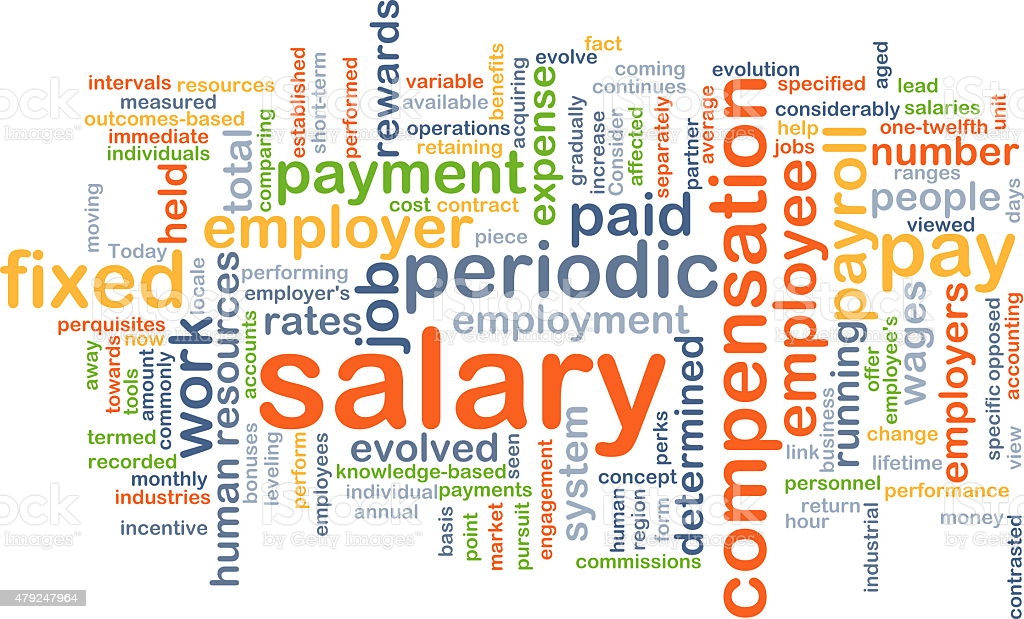 rewards
fact
evolve
benefits
acquiring
expense
coming
continues
evolution
specified
aged
lead
salaries
unit
considerably
one-twelfth
help
jobs
number
ranges
people
days
viewed
intervals
resources
measured
outcomes-based
immediate
individuals
established
short-term
performed
variable
available
operations
retaining
gradually
increase
Consider
affected
separately
partner
average
compensation
employee
payroll
pay
total
comparing
held
payment
cost
contract
moving
Today
employer
piece
paid
fixed
locale
performing
employer's
job
periodic
rates
employment
perquisites
now
away
towards
tools
amount
commonly
work
human resources
accounts
salary
determined
running
offer
employee's
wages
employers
specific
opposed
accounting
termed
recorded
monthly
industries
incentive
bonuses
leveling
perform
employees
evolved
knowledge-based
seen
individual
payments
annual
basis
point
market
pursuit
engagement
system
concept
human
region
form
perks
commissions
link
business
change
lifetime
personnel
performance
return
hour
industrial
money
view
contrasted
iStock
by Getty Images™
479247964